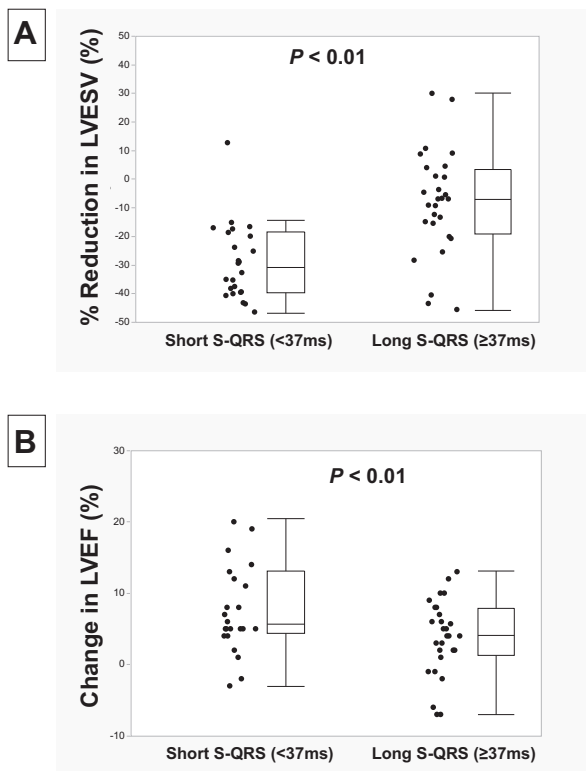 A
P < 0.01
% Reduction in LVESV (%)
50
40
30
20
10
0
-10
-20
-30
-40
-50
Short S-QRS (<37ms) Long S-QRS (≥37ms)
B
P < 0.01
Change in LVEF (%)
30
20
10
0
-10
Short S-QRS (<37ms) Long S-QRS (≥37ms)